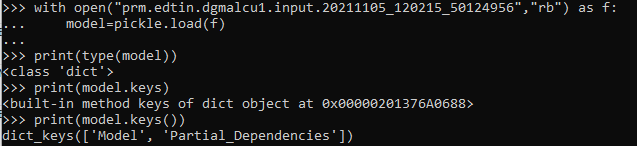 >>> with open("prm.edtin.dgmalcu1.input.20211105_120215_50124956","rb") as f:
...     model=pickle.load(f)
...
>>> print(type(model))
<class 'dict'>
>>> print(model.keys)
<built-in method keys of dict object at 0x00000201376A0688>
>>> print(model.keys())
dict_keys(['Model', 'Partial_Dependencies'])